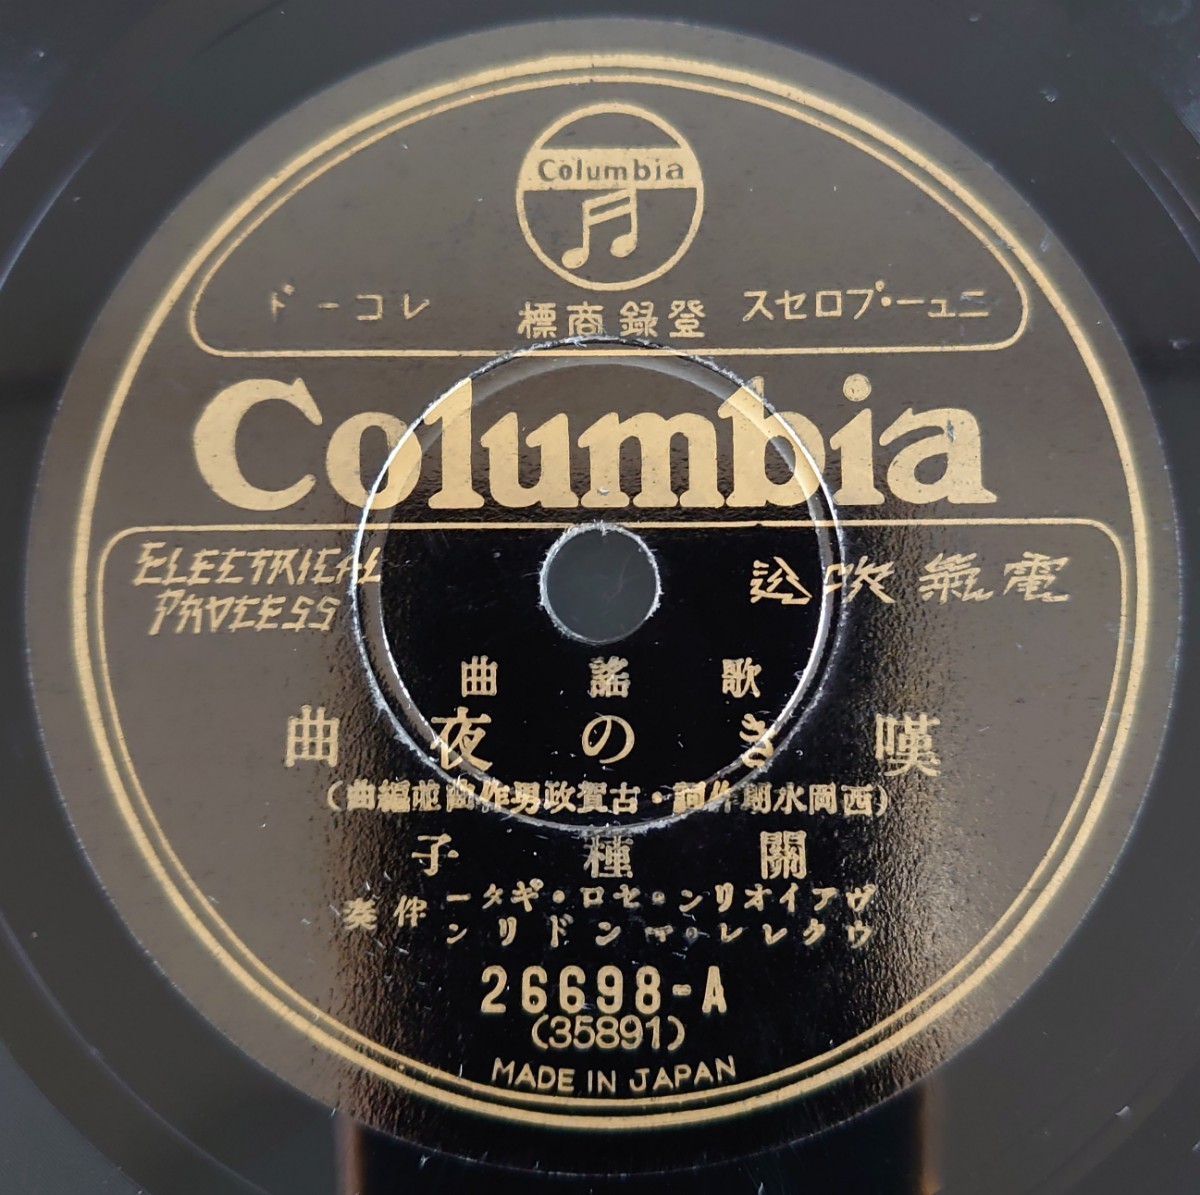 Columbia
ニュー・プロセス 登録商標 レコード
Columbia
ELECTRICAL
PROCESS
電氣吹込
歌謠曲
嘆きの夜曲
(西岡水朗作詞・古賀政男作曲並編曲)
關種子
ヴァイオリン・セロ・ギター
ウクレレ・マンドリン
伴奏
26698-A
(35891)
MADE IN JAPAN